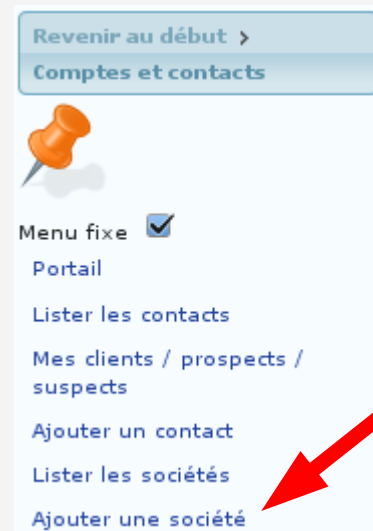 Revenir au début >
Comptes et contacts
Menu fixe
Portail
Lister les contacts
Mes clients / prospects /
suspects
Ajouter un contact
Lister les sociétés
Ajouter une société